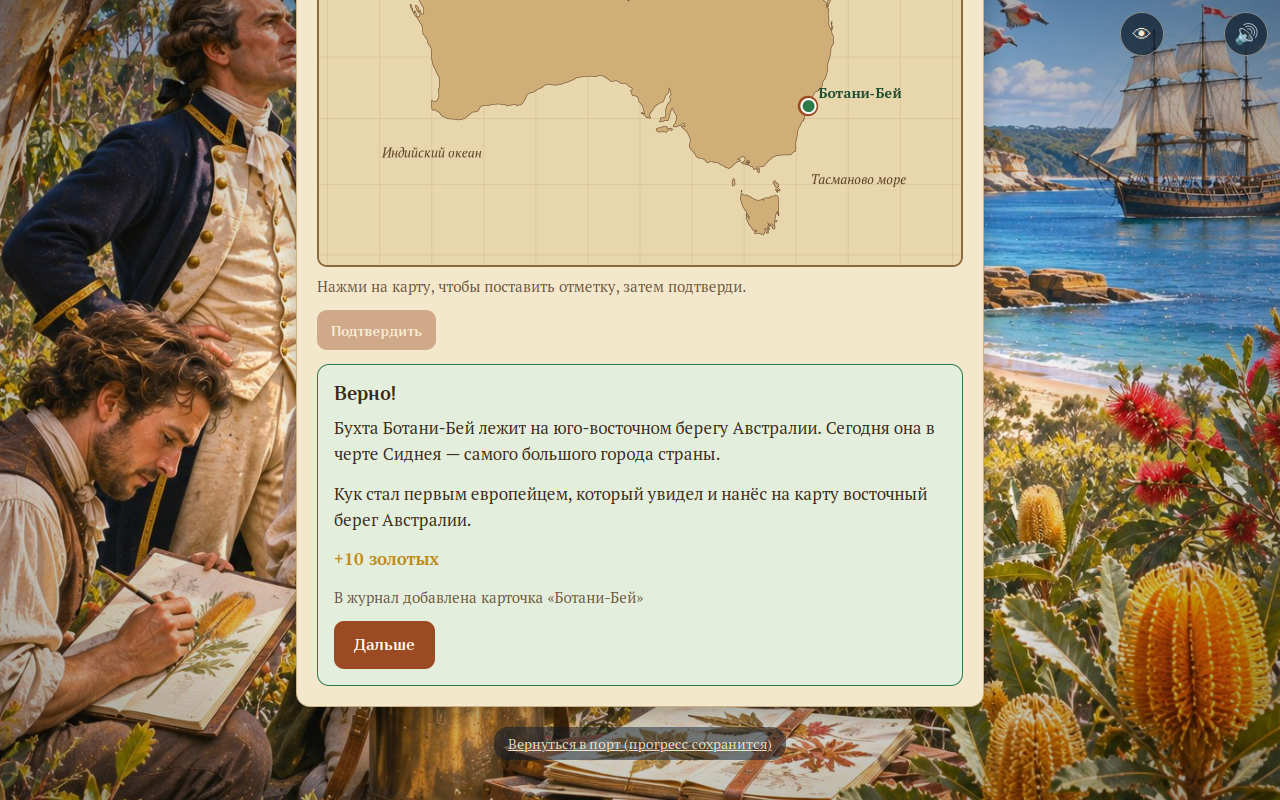 Ботани-Бей
Индийский океан
Тасманово море
Нажми на карту, чтобы поставить отметку, затем подтверди.
Подтвердить
Верно!
Бухта Ботани-Бей лежит на юго-восточном берегу Австралии. Сегодня она в
черте Сиднея — самого большого города страны.
Кук стал первым европейцем, который увидел и нанёс на карту восточный
берег Австралии.
+10 золотых
В журнал добавлена карточка «Ботани-Бей»
Дальше
Вернуться в порт (прогресс сохранится)